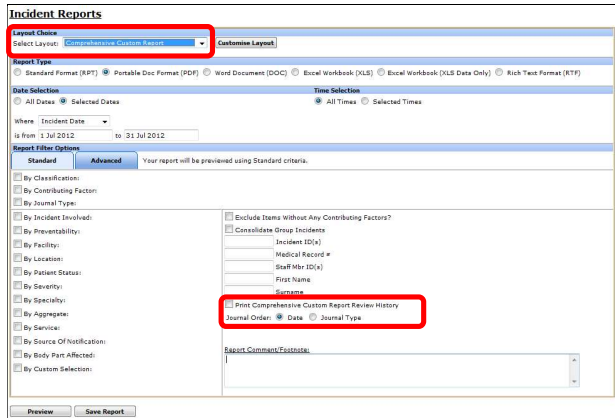 Incident Reports
Layout Choice
Select Layout: Comprehensive Custom Report Customise Layout
Report Type
Standard Format (RPT) Portable Doc Format (PDF) Word Document (DOC) Excel Workbook (XLS) Excel Workbook (XLS Data Only) Rich Text Format (RTF)
Date Selection Time Selection
All Dates Selected Dates All Times Selected Times
Where Incident Date
is from 1 Jul 2012 to 31 Jul 2012
Report Filter Options
Standard Advanced Your report will be previewed using Standard criteria.
By Classification:
By Contributing Factor:
By Journal Type:
By Incident Involved:
By Preventability:
By Facility:
By Location:
By Patient Status:
By Severity:
By Specialty:
By Aggregate:
By Service:
By Source Of Notification:
By Body Part Affected:
By Custom Selection:
Exclude Items Without Any Contributing Factors?
Consolidate Group Incidents
Incident ID(s)
Medical Record #
Staff Mbr ID(s)
First Name
Surname
Print Comprehensive Custom Report Review History
Journal Order: Date Journal Type
Report Comment/Footnote:
Preview Save Report